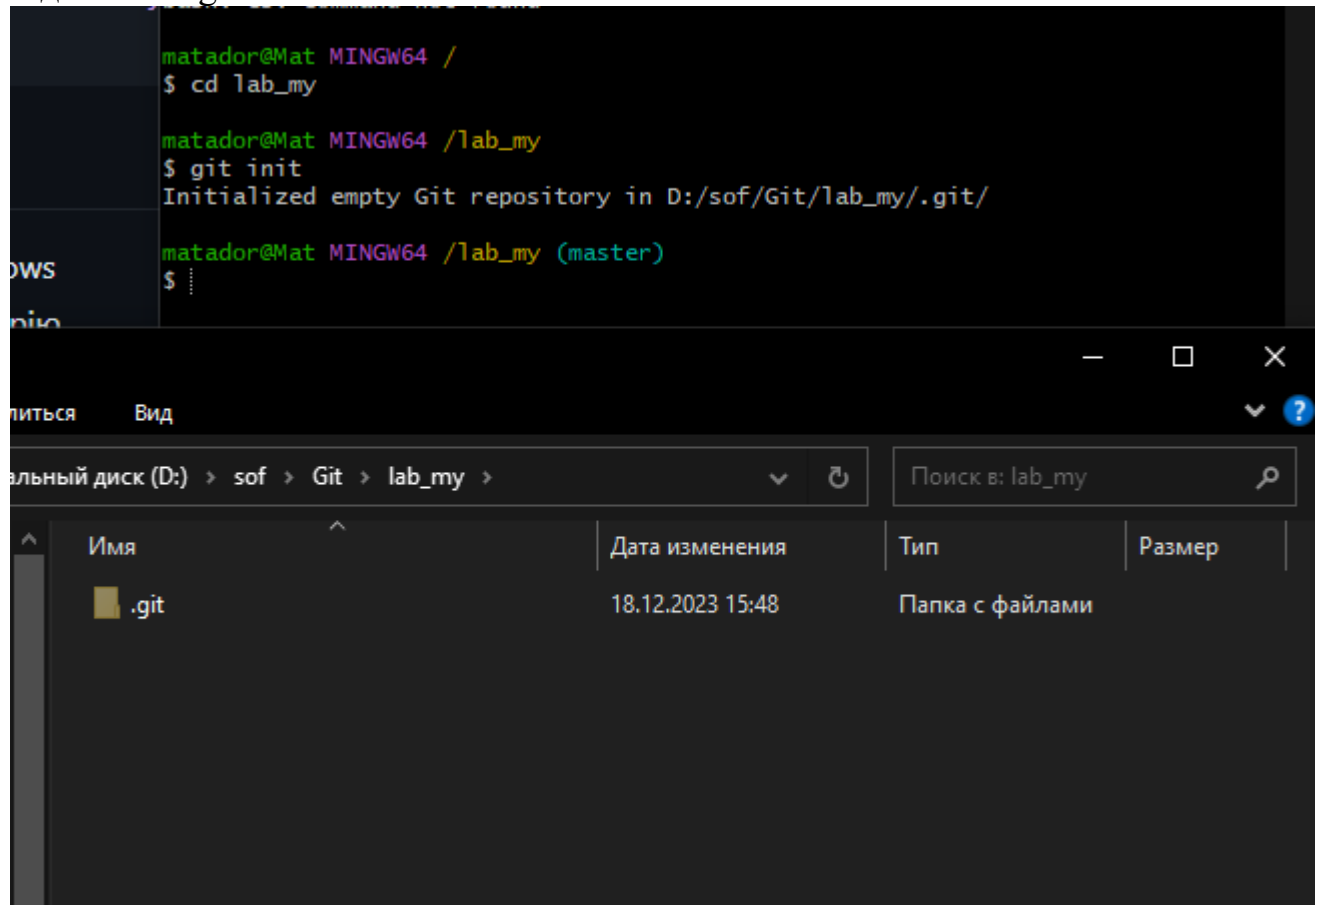 matador@Mat MINGW64 /
$ cd lab_my
matador@Mat MINGW64 /lab_my
$ git init
Initialized empty Git repository in D:/sof/Git/lab_my/.git/
matador@Mat MINGW64 /lab_my (master)
$
ows
литься Вид
альный диск (D:) > sof > Git > lab_my >
Поиск в: lab_my
Имя Дата изменения Тип Размер
.git 18.12.2023 15:48 Папка с файлами